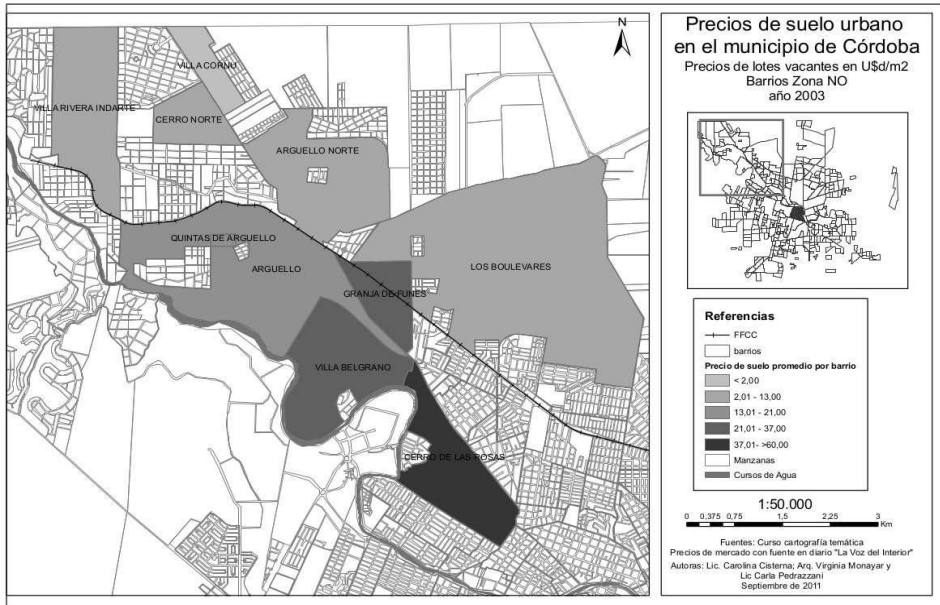 N
VILLA CORNU
VILLA RIVERA INDARTE
CERRO NORTE
ARGUELLO NORTE
QUINTAS DE ARGUELLO
ARGUELLO
LOS BOULEVARES
GRANJA DE FUNES
VILLA BELGRANO
CERRO DE LAS ROSAS
Precios de suelo urbano
en el municipio de Córdoba
Precios de lotes vacantes en U$d/m2
Barrios Zona NO
año 2003
Referencias
FFCC
barrios
Precio de suelo promedio por barrio
< 2,00
2,01 - 13,00
13,01 - 21,00
21,01 - 37,00
37,01- >60,00
Manzanas
Cursos de Agua
1:50.000
0 0,375 0,75 1,5 2,25 3
Km
Fuentes: Curso cartografía temática
Precios de mercado con fuente en diario "La Voz del Interior"
Autoras: Lic. Carolina Cisterna; Arq. Virginia Monayar y
Lic Carla Pedrazzani
Septiembre de 2011